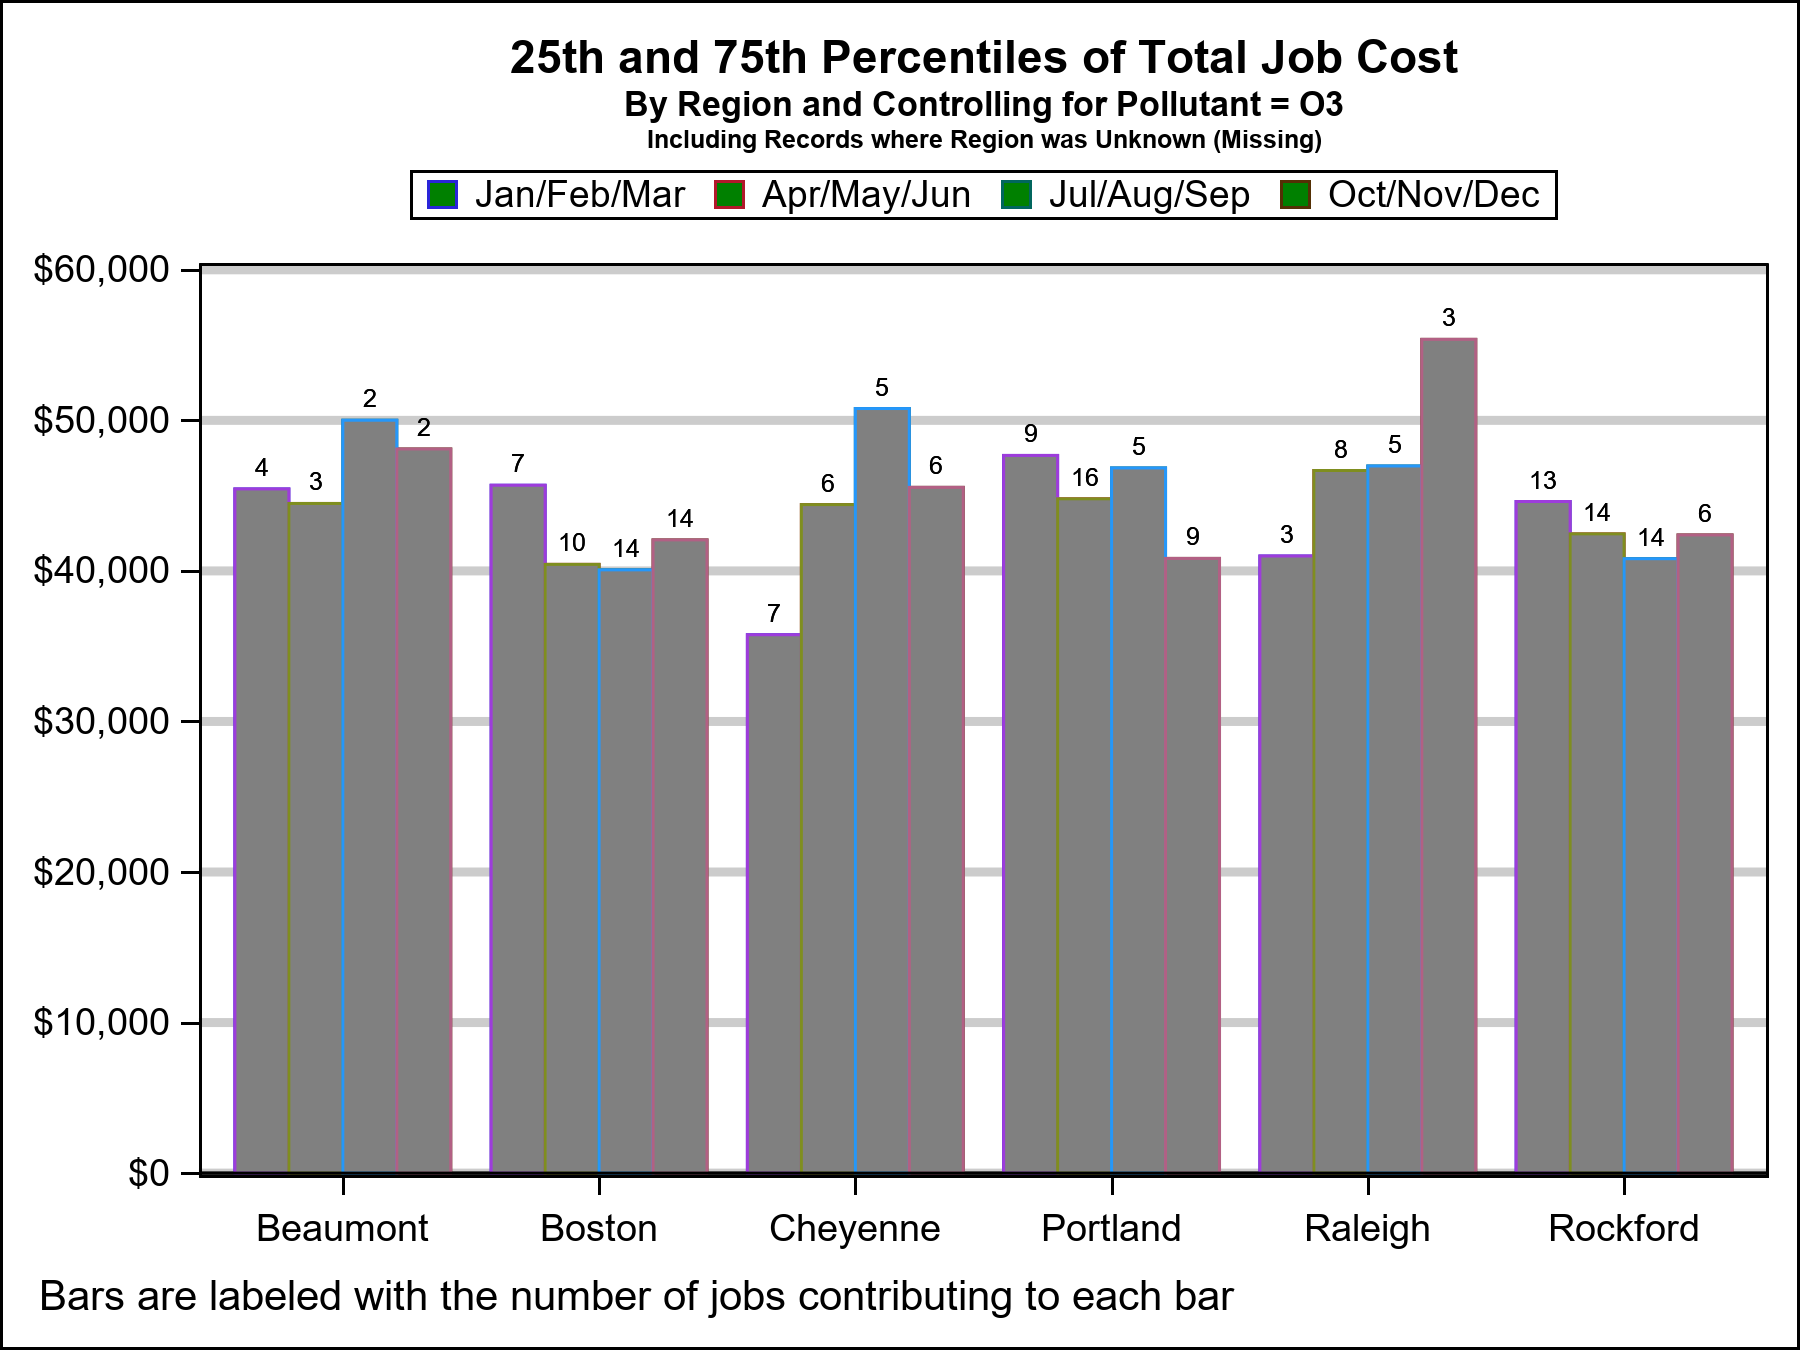 25th and 75th Percentiles of Total Job Cost
By Region and Controlling for Pollutant = O3
Including Records where Region was Unknown (Missing)
Jan/Feb/Mar Apr/May/Jun Jul/Aug/Sep Oct/Nov/Dec
$60,000
$50,000
$40,000
$30,000
$20,000
$10,000
$0
4 3 2 2
7 10 14 14
7 6 5 6
9 16 5 9
3 8 5 3
13 14 14 6
Beaumont Boston Cheyenne Portland Raleigh Rockford
Bars are labeled with the number of jobs contributing to each bar